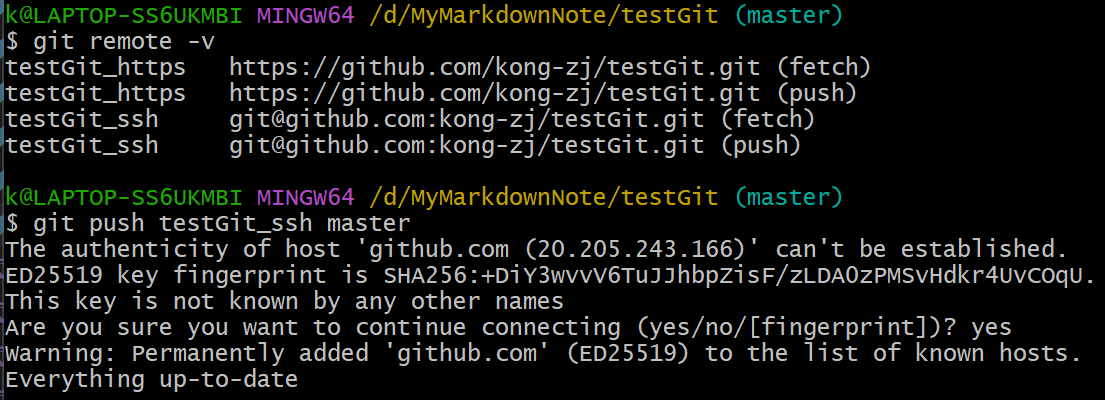 k@LAPTOP-SS6UKMBI MINGW64 /d/MyMarkdownNote/testGit (master)
$ git remote -v
testGit_https   https://github.com/kong-zj/testGit.git (fetch)
testGit_https   https://github.com/kong-zj/testGit.git (push)
testGit_ssh     git@github.com:kong-zj/testGit.git (fetch)
testGit_ssh     git@github.com:kong-zj/testGit.git (push)
k@LAPTOP-SS6UKMBI MINGW64 /d/MyMarkdownNote/testGit (master)
$ git push testGit_ssh master
The authenticity of host 'github.com (20.205.243.166)' can't be established.
ED25519 key fingerprint is SHA256:+DiY3wvvV6TuJJhbpZisF/zLDA0zPMSvHdkr4UvCOqU.
This key is not known by any other names
Are you sure you want to continue connecting (yes/no/[fingerprint])? yes
Warning: Permanently added 'github.com' (ED25519) to the list of known hosts.
Everything up-to-date